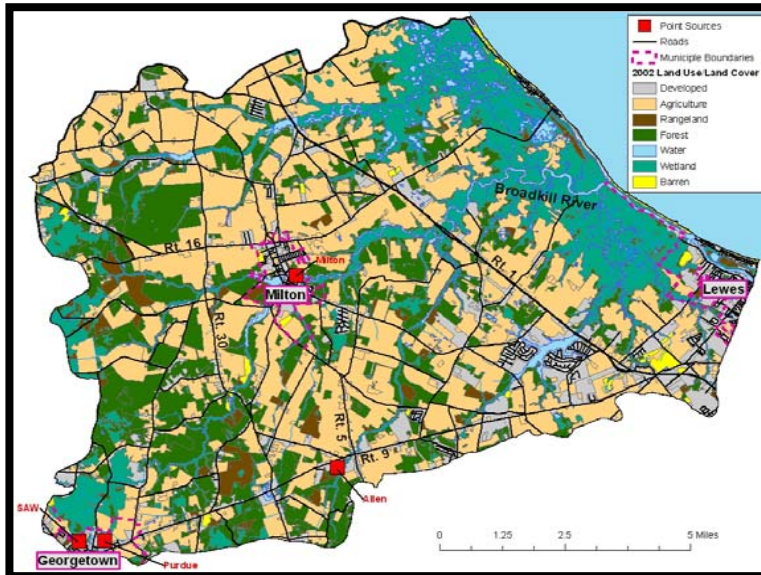 Point Sources
Roads
Municiple Boundaries
2002 Land Use/Land Cover
Developed
Agriculture
Rangeland
Forest
Water
Wetland
Barren
Broadkill River
Rt. 16
Milton
Rt. 1
Milton
Lewes
Rt. 30
Rt. 5
Rt. 9
Allen
SAW
Georgetown
Purdue
0 1.25 2.5 5 Miles